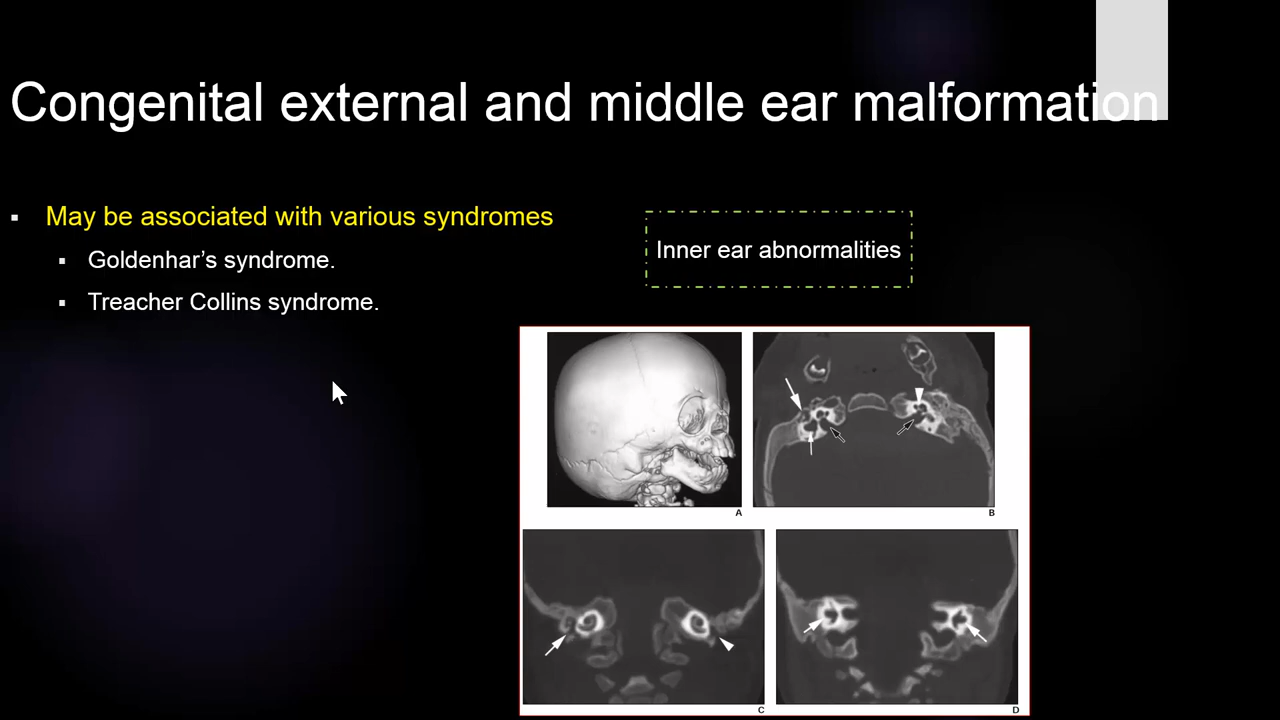 Congenital external and middle ear malformation
▪ May be associated with various syndromes
▪ Goldenhar’s syndrome.
▪ Treacher Collins syndrome.
Inner ear abnormalities
A
B
C
D